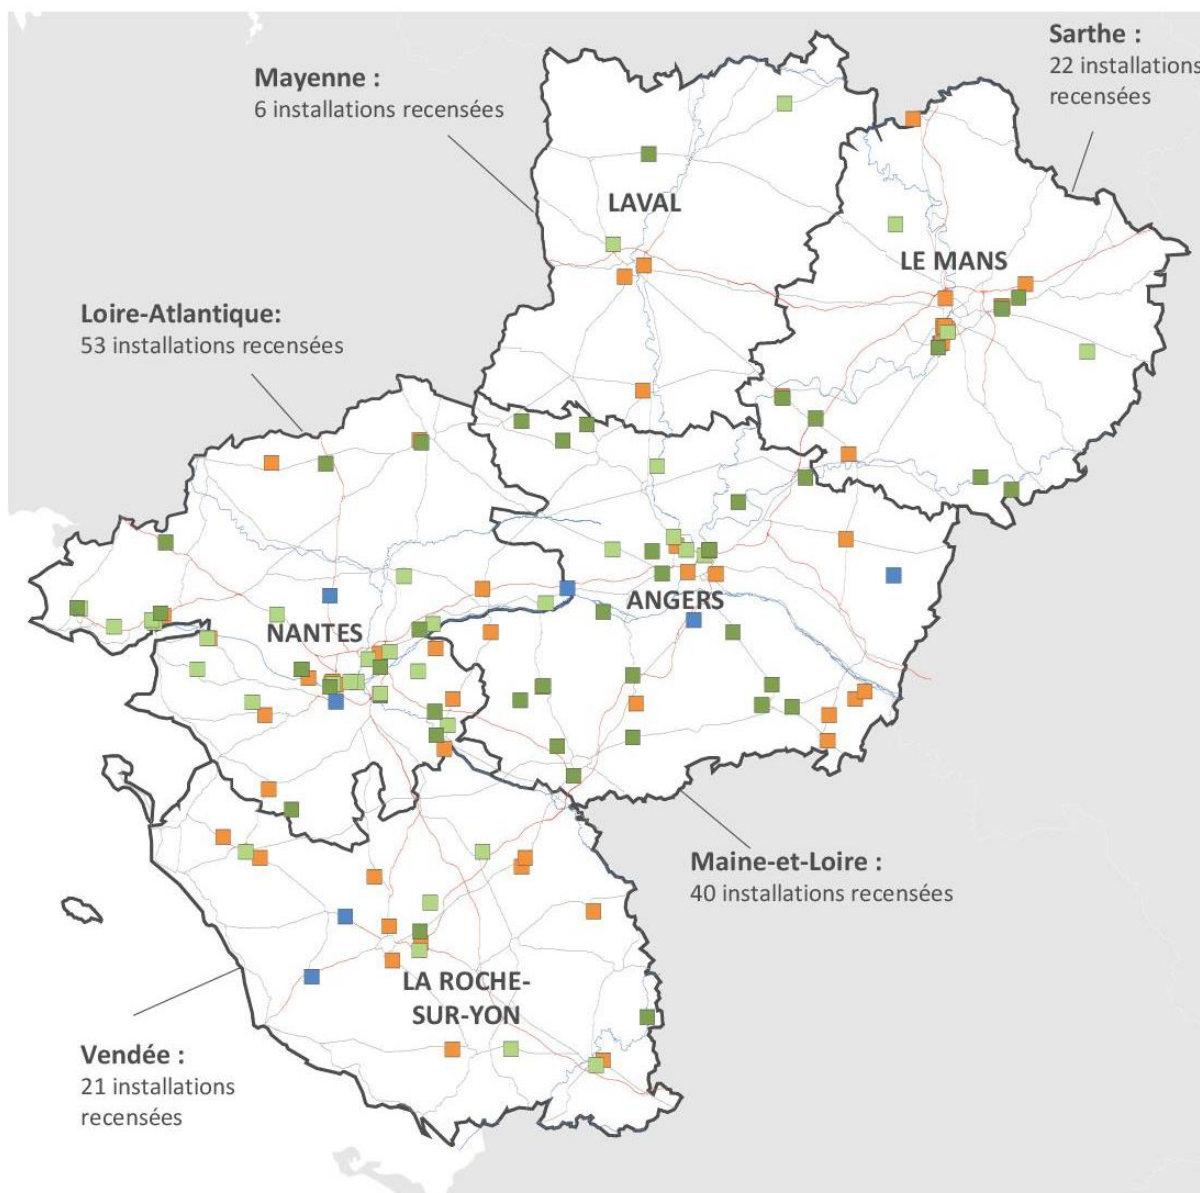 Sarthe :
22 installations
recensées
Mayenne :
6 installations recensées
LAVAL
LE MANS
Loire-Atlantique:
53 installations recensées
ANGERS
NANTES
Maine-et-Loire :
40 installations recensées
LA ROCHE-
SUR-YON
Vendée :
21 installations
recensées